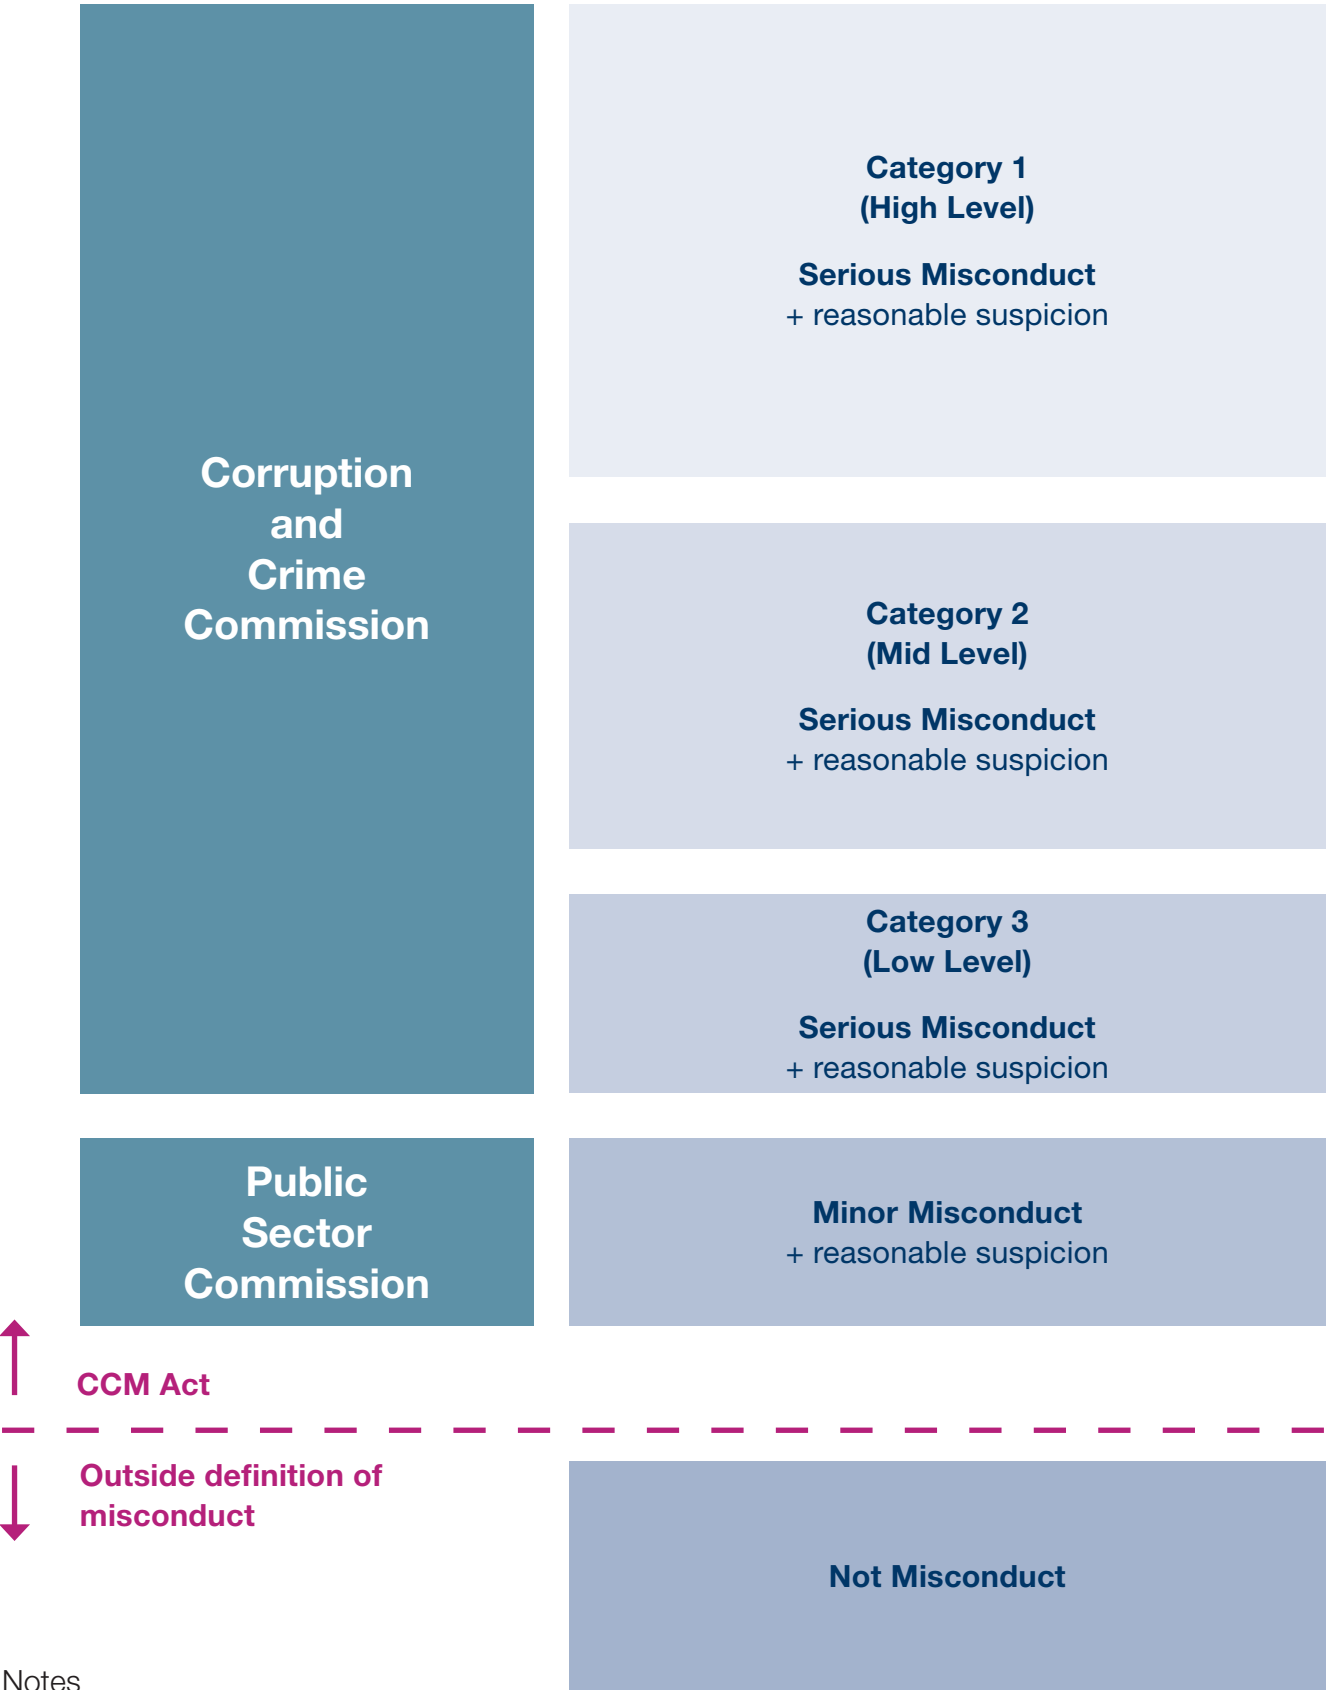 Corruption
and
Crime
Commission
Category 1
(High Level)
Serious Misconduct
+ reasonable suspicion
Category 2
(Mid Level)
Serious Misconduct
+ reasonable suspicion
Category 3
(Low Level)
Serious Misconduct
+ reasonable suspicion
Public
Sector
Commission
Minor Misconduct
+ reasonable suspicion
CCM Act
Outside definition of
misconduct
Not Misconduct
Notes